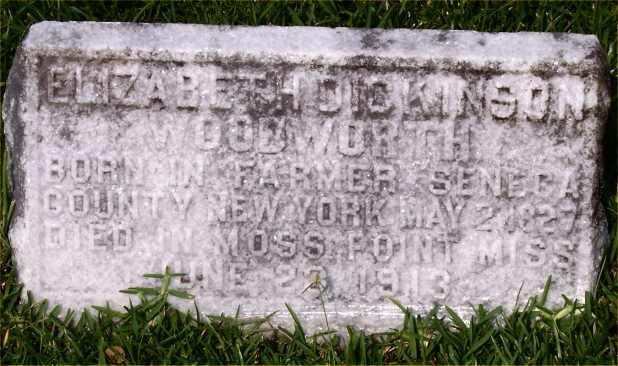 ELIZABETH DICKINSON
WOODWORTH
BORN IN FARMER SENECA
COUNTY NEW YORK MAY 2 1827
DIED IN MOSS POINT MISS
JUNE 23 1913